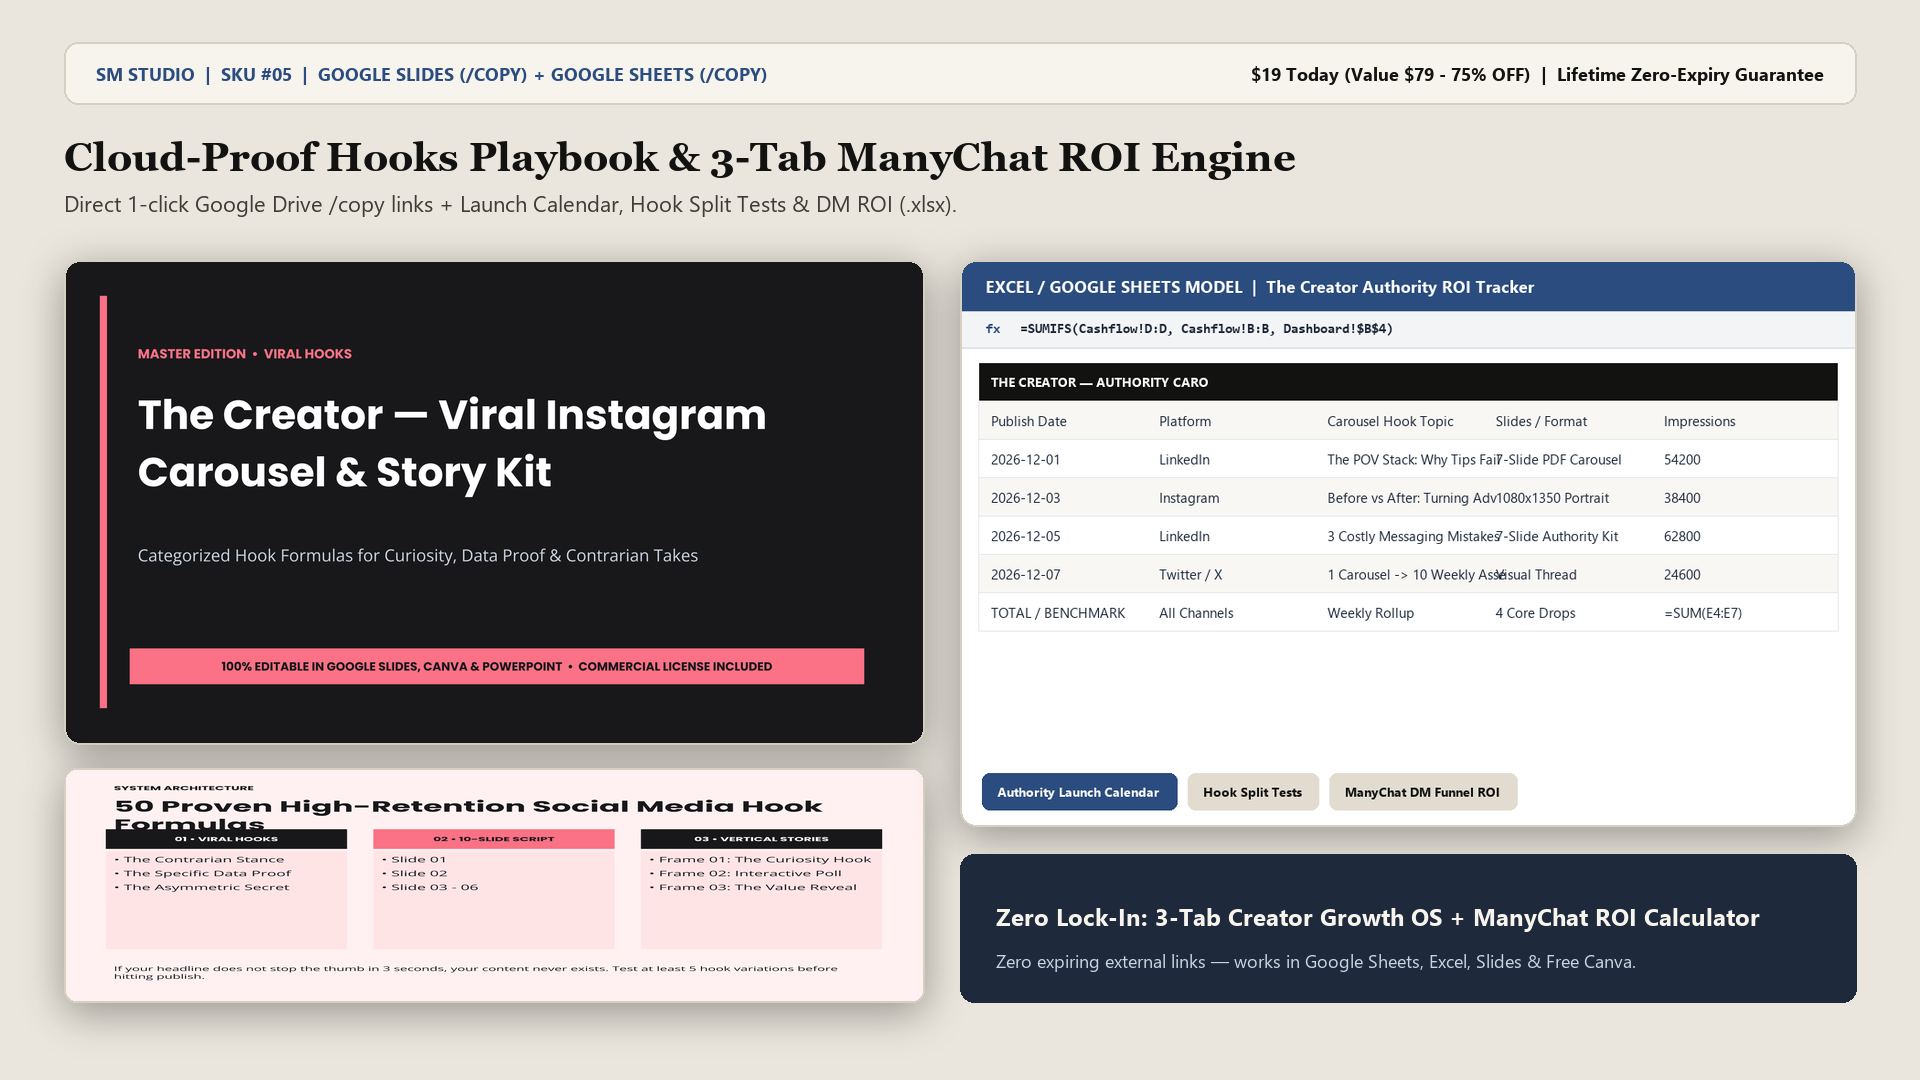 SM STUDIO | SKU #05 | GOOGLE SLIDES (/COPY) + GOOGLE SHEETS (/COPY)
$19 Today (Value $79 - 75% OFF) | Lifetime Zero-Expiry Guarantee
Cloud-Proof Hooks Playbook & 3-Tab ManyChat ROI Engine
Direct 1-click Google Drive /copy links + Launch Calendar, Hook Split Tests & DM ROI (.xlsx).
MASTER EDITION • VIRAL HOOKS
The Creator — Viral Instagram
Carousel & Story Kit
Categorized Hook Formulas for Curiosity, Data Proof & Contrarian Takes
100% EDITABLE IN GOOGLE SLIDES, CANVA & POWERPOINT • COMMERCIAL LICENSE INCLUDED
SYSTEM ARCHITECTURE
50 Proven High-Retention Social Media Hook
Formulas
01 • VIRAL HOOKS
• The Contrarian Stance
• The Specific Data Proof
• The Asymmetric Secret
02 • 10-SLIDE SCRIPT
• Slide 01
• Slide 02
• Slide 03 - 06
03 • VERTICAL STORIES
• Frame 01: The Curiosity Hook
• Frame 02: Interactive Poll
• Frame 03: The Value Reveal
If your headline does not stop the thumb in 3 seconds, your content never exists. Test at least 5 hook variations before
hitting publish.
EXCEL / GOOGLE SHEETS MODEL | The Creator Authority ROI Tracker
fx =SUMIFS(Cashflow!D:D, Cashflow!B:B, Dashboard!$B$4)
THE CREATOR — AUTHORITY CARO
Publish Date Platform Carousel Hook Topic Slides / Format Impressions
2026-12-01 LinkedIn The POV Stack: Why Tips Fail 7-Slide PDF Carousel 54200
2026-12-03 Instagram Before vs After: Turning Adv 1080x1350 Portrait 38400
2026-12-05 LinkedIn 3 Costly Messaging Mistakes 7-Slide Authority Kit 62800
2026-12-07 Twitter / X 1 Carousel -> 10 Weekly Asse Visual Thread 24600
TOTAL / BENCHMARK All Channels Weekly Rollup 4 Core Drops =SUM(E4:E7)
Authority Launch Calendar Hook Split Tests ManyChat DM Funnel ROI
Zero Lock-In: 3-Tab Creator Growth OS + ManyChat ROI Calculator
Zero expiring external links — works in Google Sheets, Excel, Slides & Free Canva.